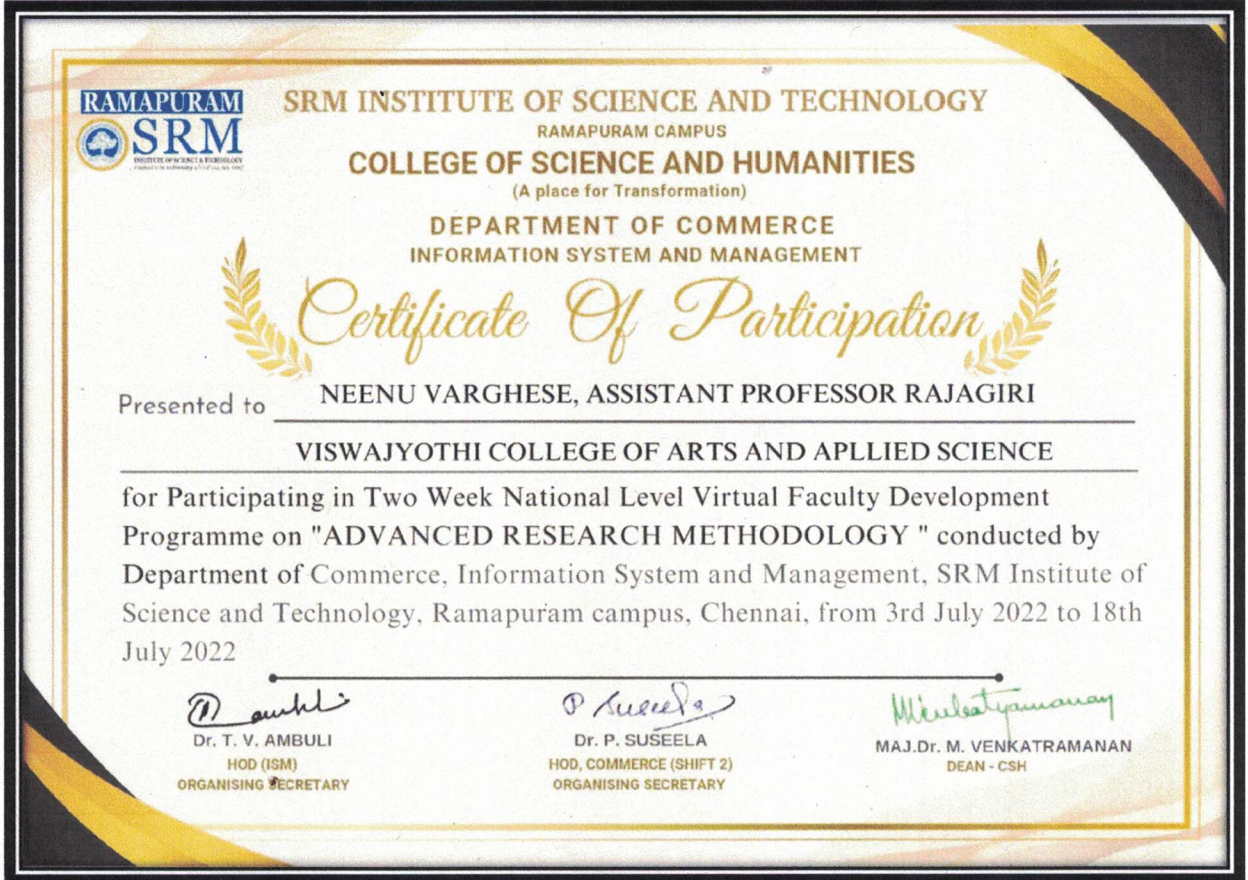 RAMAPURAM
SRM
INSTITUTE OF SCIENCE & TECHNOLOGY
SRM INSTITUTE OF SCIENCE AND TECHNOLOGY
RAMAPURAM CAMPUS
COLLEGE OF SCIENCE AND HUMANITIES
(A place for Transformation)
DEPARTMENT OF COMMERCE
INFORMATION SYSTEM AND MANAGEMENT
Certificate Of Participation
Presented to NEENU VARGHESE, ASSISTANT PROFESSOR RAJAGIRI
VISWAJYOTHI COLLEGE OF ARTS AND APLLIED SCIENCE
for Participating in Two Week National Level Virtual Faculty Development
Programme on "ADVANCED RESEARCH METHODOLOGY " conducted by
Department of Commerce, Information System and Management, SRM Institute of
Science and Technology, Ramapuram campus, Chennai, from 3rd July 2022 to 18th
July 2022
P Suseela
Dr. T. V. AMBULI
HOD (ISM)
ORGANISING SECRETARY
Dr. P. SUSEELA
HOD, COMMERCE (SHIFT 2)
ORGANISING SECRETARY
MAJ.Dr. M. VENKATRAMANAN
DEAN - CSH